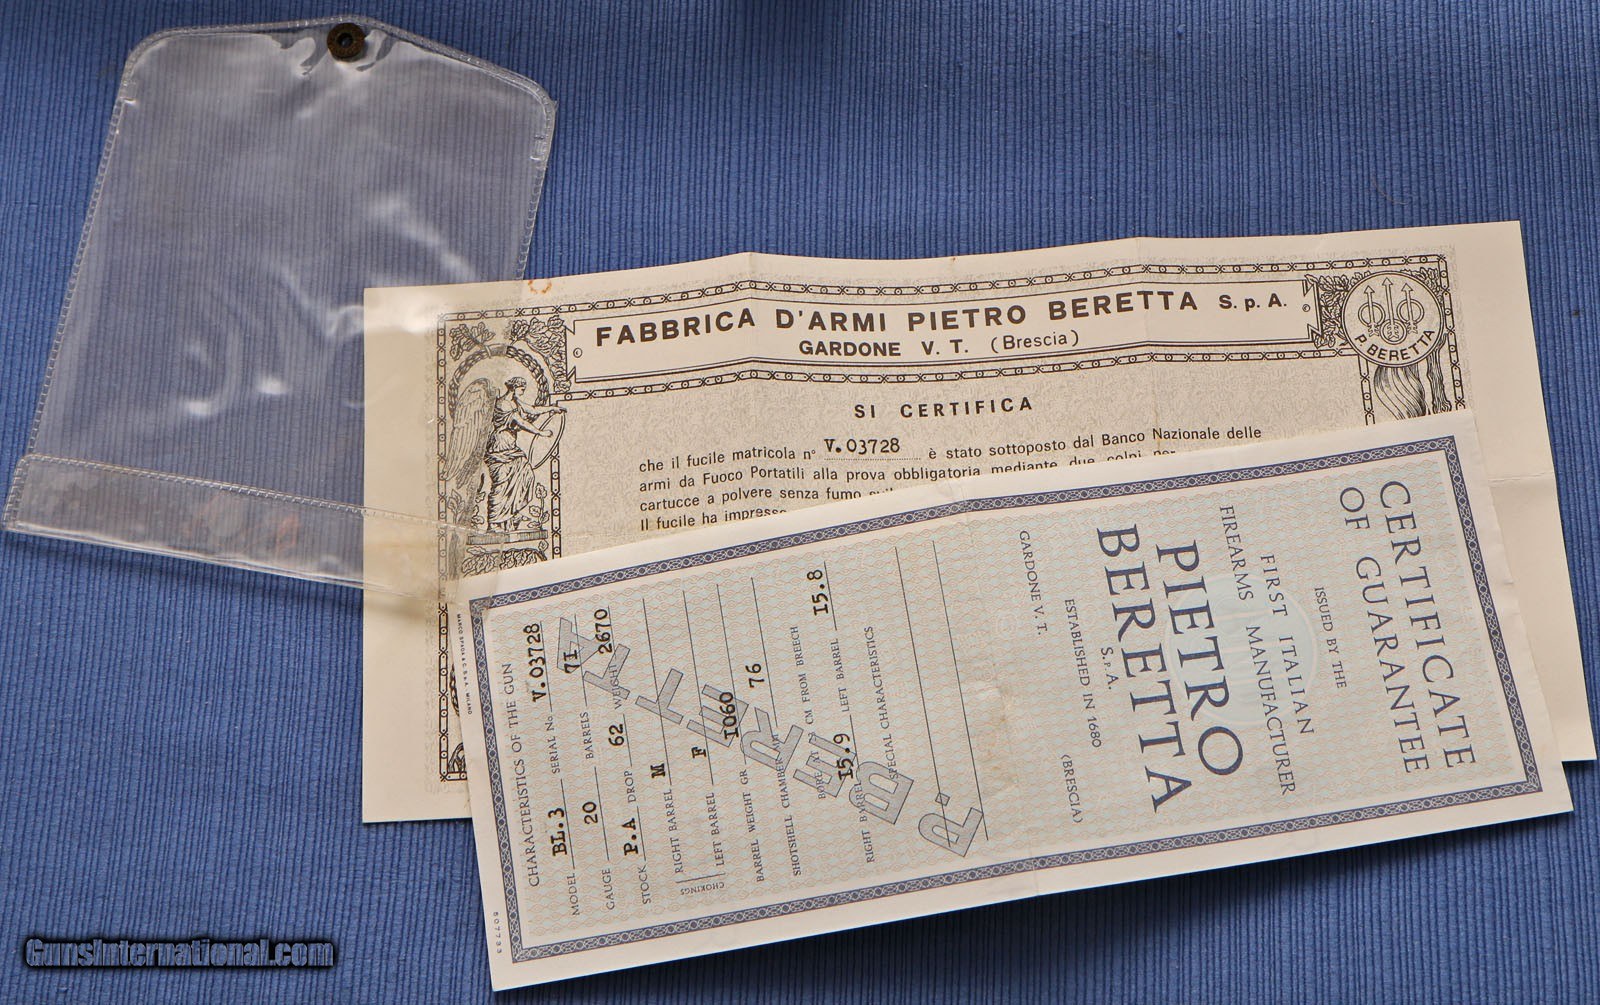 FABBRICA D'ARMI PIETRO BERETTA S.p.A.
GARDONE V. T. (Brescia)
P. BERETTA
SI CERTIFICA
che il fucile matricola n° V.03728 è stato sottoposto dal Banco Nazionale delle
armi da Fuoco Portatili alla prova obbligatoria mediante due colpi per
cartucce a polvere senza fumo
Il fucile ha impresse
CERTIFICATE
OF GUARANTEE
ISSUED BY THE
FIRST ITALIAN
FIREARMS MANUFACTURER
PIETRO
BERETTA
S.p.A.
ESTABLISHED IN 1680
GARDONE V. T. (BRESCIA)
CHARACTERISTICS OF THE GUN
MODEL BL.3 SERIAL No V.03728
GAUGE 20 BARRELS 71
STOCK P.A DROP 62 WEIGHT 2670
CHOKINGS
RIGHT BARREL M
LEFT BARREL F
BARREL WEIGHT GR 1060
SHOTSHELL CHAMBER 76
BORE AT CM FROM BREECH
RIGHT BARREL 15.9 LEFT BARREL 15.8
SPECIAL CHARACTERISTICS
P. BERETTA
607733
GunsInternational.com